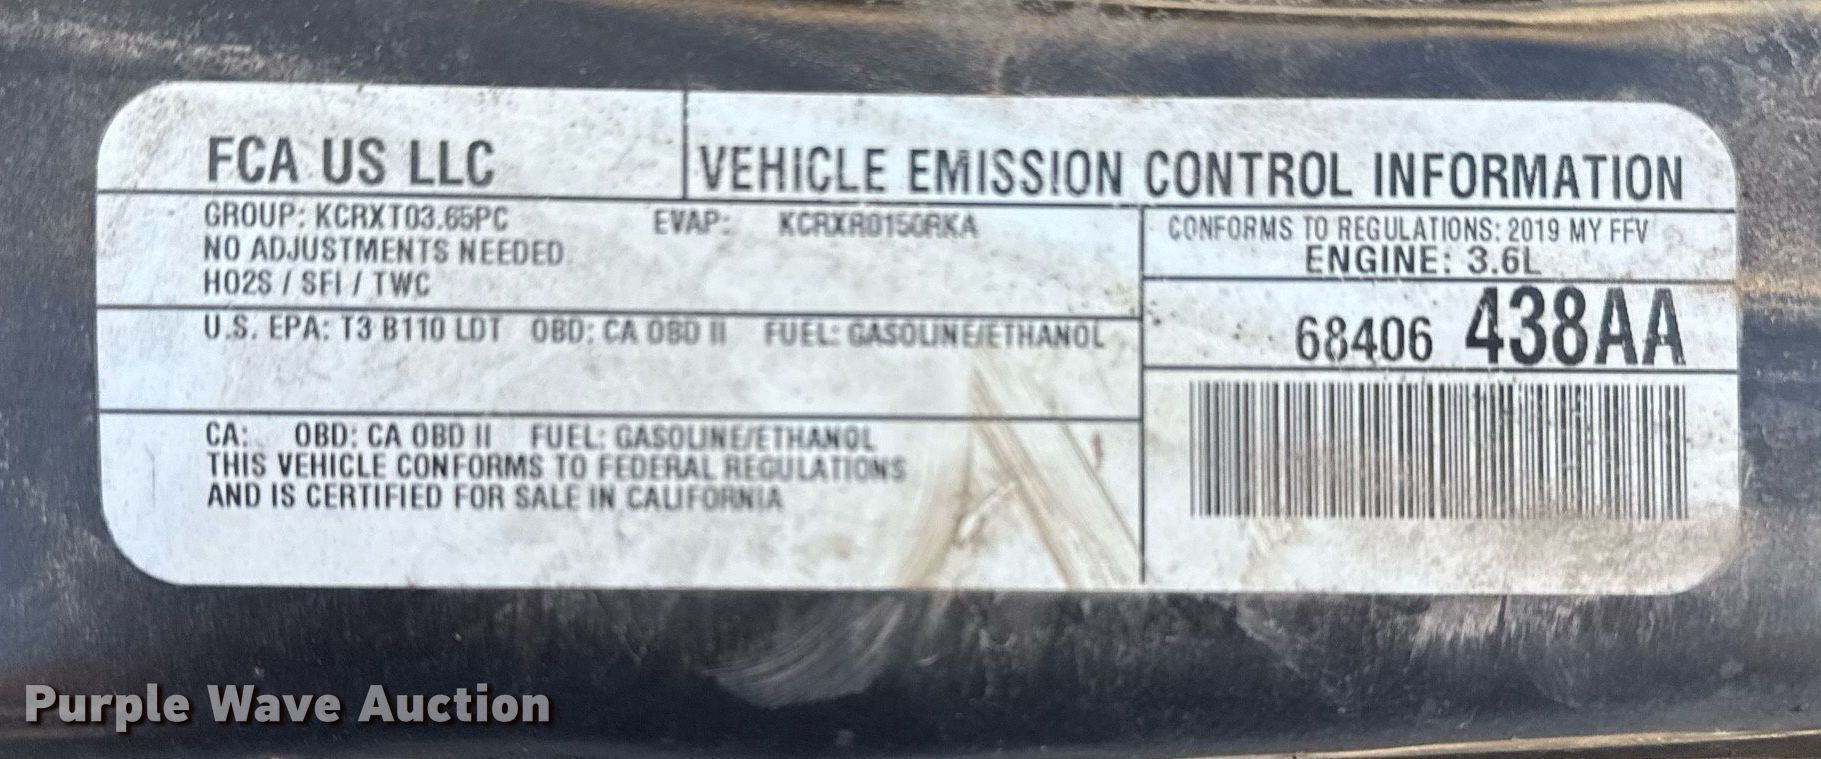 FCA US LLC
VEHICLE EMISSION CONTROL INFORMATION
GROUP: KCRXT03.65PC EVAP: KCRXR0150RKA
NO ADJUSTMENTS NEEDED
HO2S / SFI / TWC
CONFORMS TO REGULATIONS: 2019 MY FFV
ENGINE: 3.6L
68406 438AA
U.S. EPA: T3 B110 LDT OBD: CA OBD II FUEL: GASOLINE/ETHANOL
CA: OBD: CA OBD II FUEL: GASOLINE/ETHANOL
THIS VEHICLE CONFORMS TO FEDERAL REGULATIONS
AND IS CERTIFIED FOR SALE IN CALIFORNIA
Purple Wave Auction